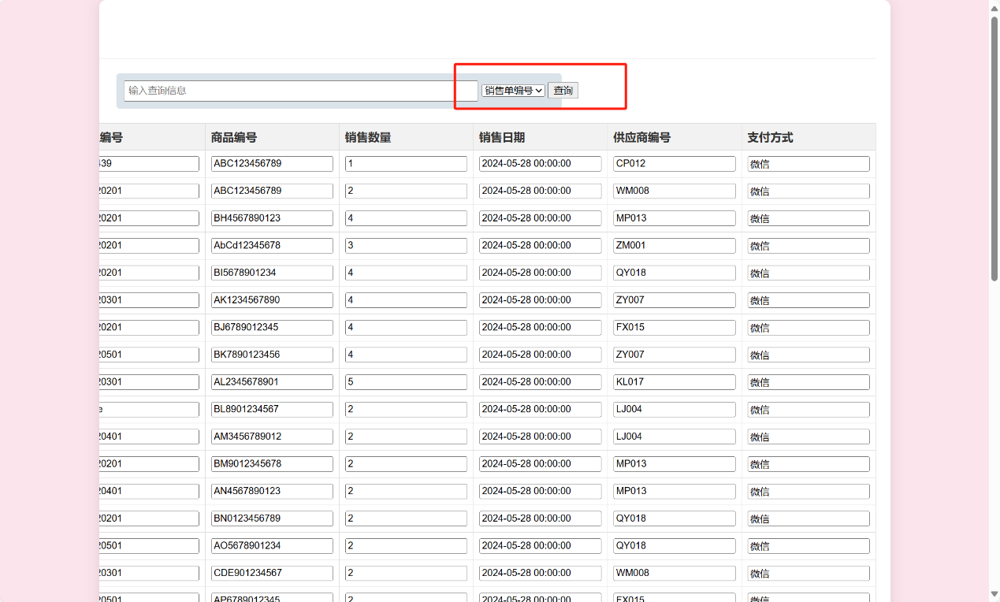 输入查询信息 销售单编号 查询
编号 商品编号 销售数量 销售日期 供应商编号 支付方式
39 ABC123456789 1 2024-05-28 00:00:00 CP012 微信
20201 ABC123456789 2 2024-05-28 00:00:00 WM008 微信
20201 BH4567890123 4 2024-05-28 00:00:00 MP013 微信
20201 AbCd12345678 3 2024-05-28 00:00:00 ZM001 微信
20201 BI5678901234 4 2024-05-28 00:00:00 QY018 微信
20301 AK1234567890 4 2024-05-28 00:00:00 ZY007 微信
20201 BJ6789012345 4 2024-05-28 00:00:00 FX015 微信
20501 BK7890123456 4 2024-05-28 00:00:00 ZY007 微信
20301 AL2345678901 5 2024-05-28 00:00:00 KL017 微信
e BL8901234567 2 2024-05-28 00:00:00 LJ004 微信
20401 AM3456789012 2 2024-05-28 00:00:00 LJ004 微信
20201 BM9012345678 2 2024-05-28 00:00:00 MP013 微信
20401 AN4567890123 2 2024-05-28 00:00:00 MP013 微信
20201 BN0123456789 2 2024-05-28 00:00:00 QY018 微信
20501 AO5678901234 2 2024-05-28 00:00:00 QY018 微信
20301 CDE901234567 2 2024-05-28 00:00:00 WM008 微信
20501 AP6789012345 2 2024-05-28 00:00:00 FX015 微信